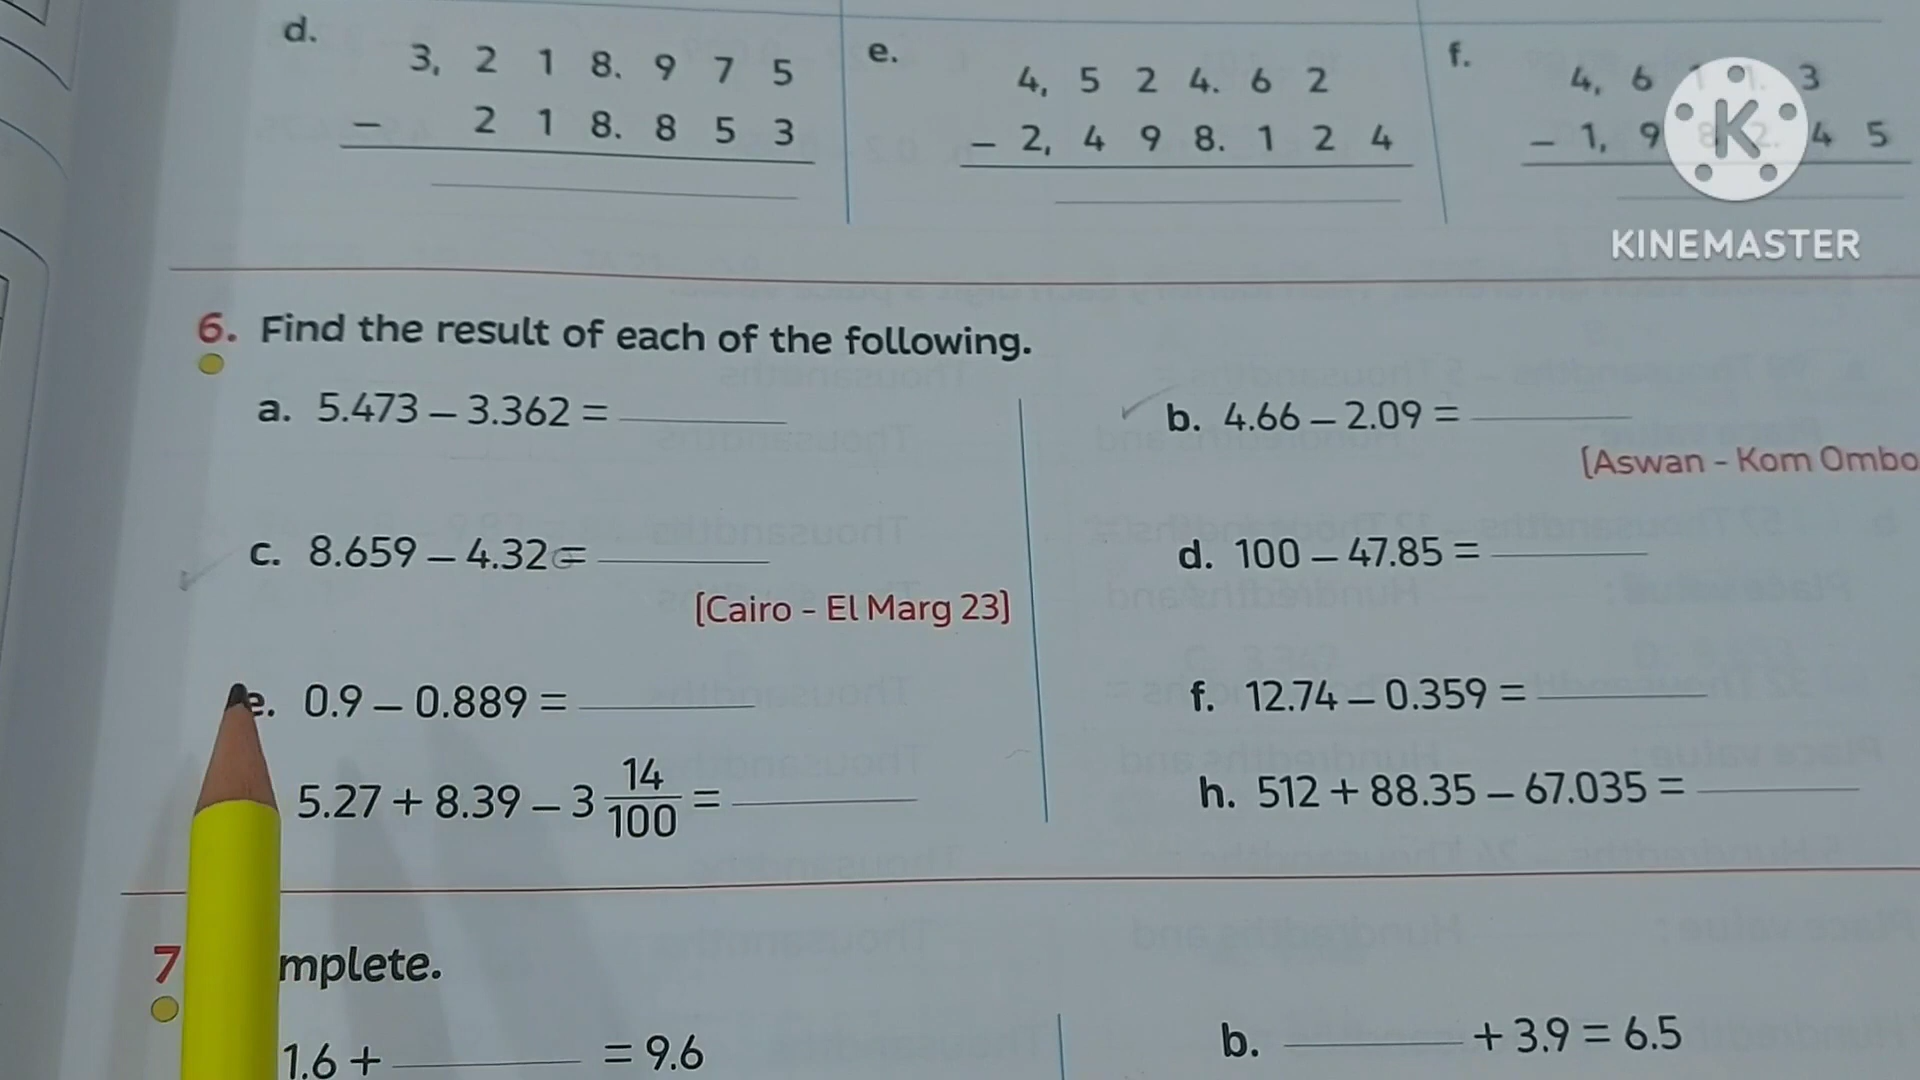 d.
3, 2 1 8. 9 7 5
– 2 1 8. 8 5 3
e.
4, 5 2 4. 6 2
– 2, 4 9 8. 1 2 4
f.
4, 6 1 1. 3
– 1, 9 8 2. 4 5
K
KINEMASTER
6. Find the result of each of the following.
a. 5.473 – 3.362 =
b. 4.66 – 2.09 =
[Aswan - Kom Ombo
c. 8.659 – 4.32 =
[Cairo - El Marg 23]
d. 100 – 47.85 =
e. 0.9 – 0.889 =
f. 12.74 – 0.359 =
5.27 + 8.39 – 3 14/100 =
h. 512 + 88.35 – 67.035 =
7 mplete.
1.6 + = 9.6
b. + 3.9 = 6.5